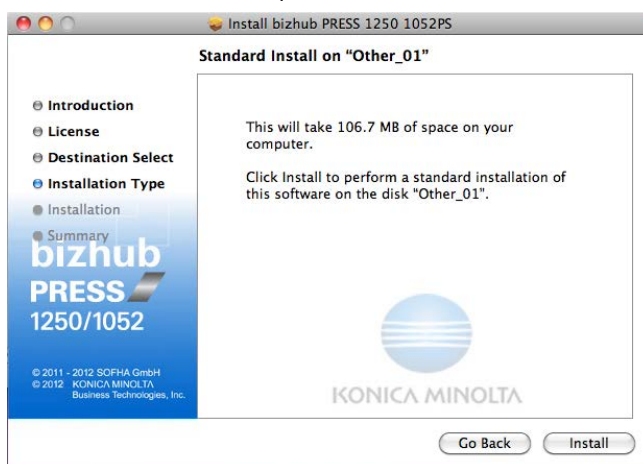 Install bizhub PRESS 1250 1052PS
Standard Install on “Other_01”
Introduction
License
Destination Select
Installation Type
Installation
Summary
bizhub
PRESS
1250/1052
© 2011 - 2012 SOFHA GmbH
© 2012 KONICA MINOLTA
Business Technologies, Inc.
This will take 106.7 MB of space on your
computer.
Click Install to perform a standard installation of
this software on the disk "Other_01".
KONICA MINOLTA
Go Back
Install